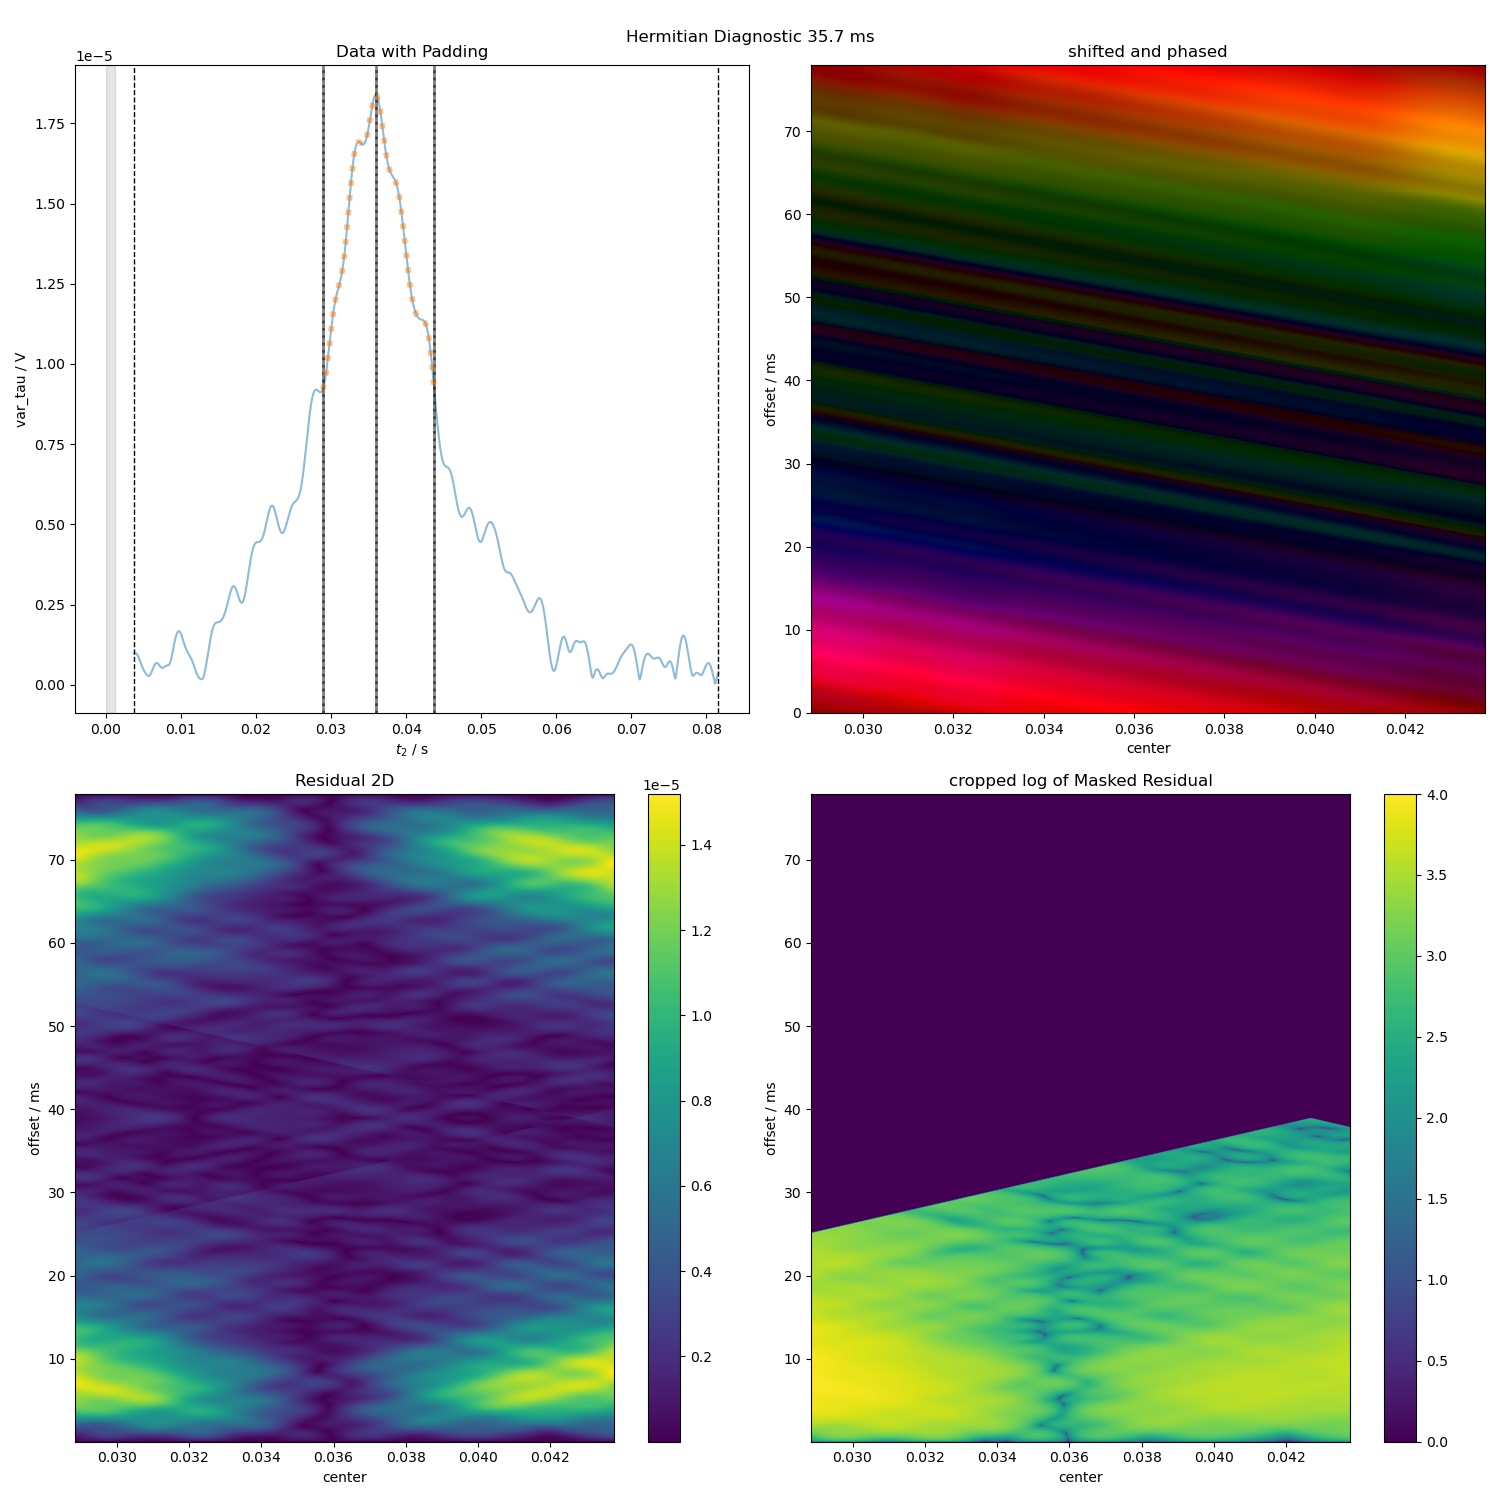 Hermitian Diagnostic 35.7 ms
Data with Padding
1e−5
var_tau / V
1.75
1.50
1.25
1.00
0.75
0.50
0.25
0.00
0.00 0.01 0.02 0.03 0.04 0.05 0.06 0.07 0.08
t₂ / s
shifted and phased
offset / ms
70
60
50
40
30
20
10
0
0.030 0.032 0.034 0.036 0.038 0.040 0.042
center
Residual 2D
offset / ms
70
60
50
40
30
20
10
0.030 0.032 0.034 0.036 0.038 0.040 0.042
center
1e−5
1.4
1.2
1.0
0.8
0.6
0.4
0.2
cropped log of Masked Residual
offset / ms
70
60
50
40
30
20
10
0.030 0.032 0.034 0.036 0.038 0.040 0.042
center
4.0
3.5
3.0
2.5
2.0
1.5
1.0
0.5
0.0